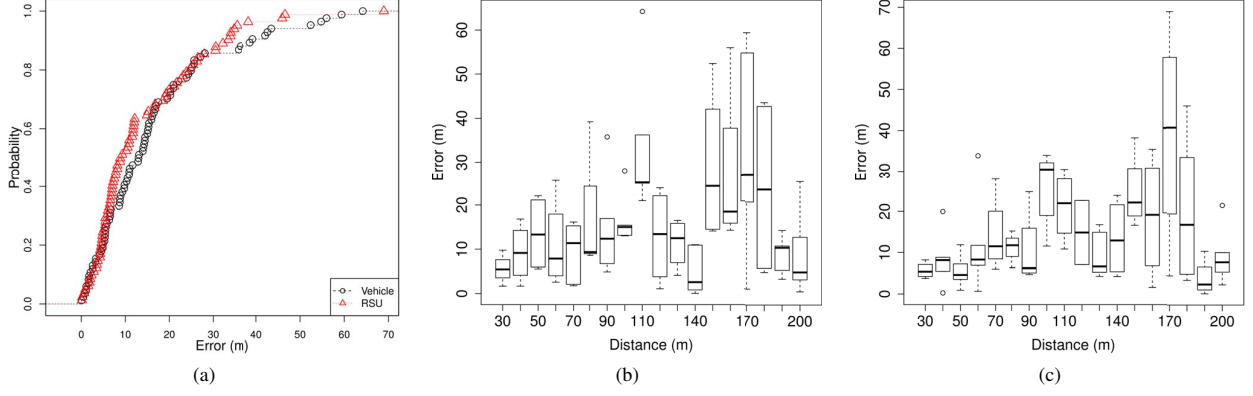 1.0
0.8
0.6
0.4
0.2
0.0
Probability
0 10 20 30 40 50 60 70
Error (m)
Vehicle
RSU
(a)
60
50
40
30
20
10
0
Error (m)
30 50 70 90 110 140 170 200
Distance (m)
(b)
70
60
50
40
30
20
10
0
Error (m)
30 50 70 90 110 140 170 200
Distance (m)
(c)